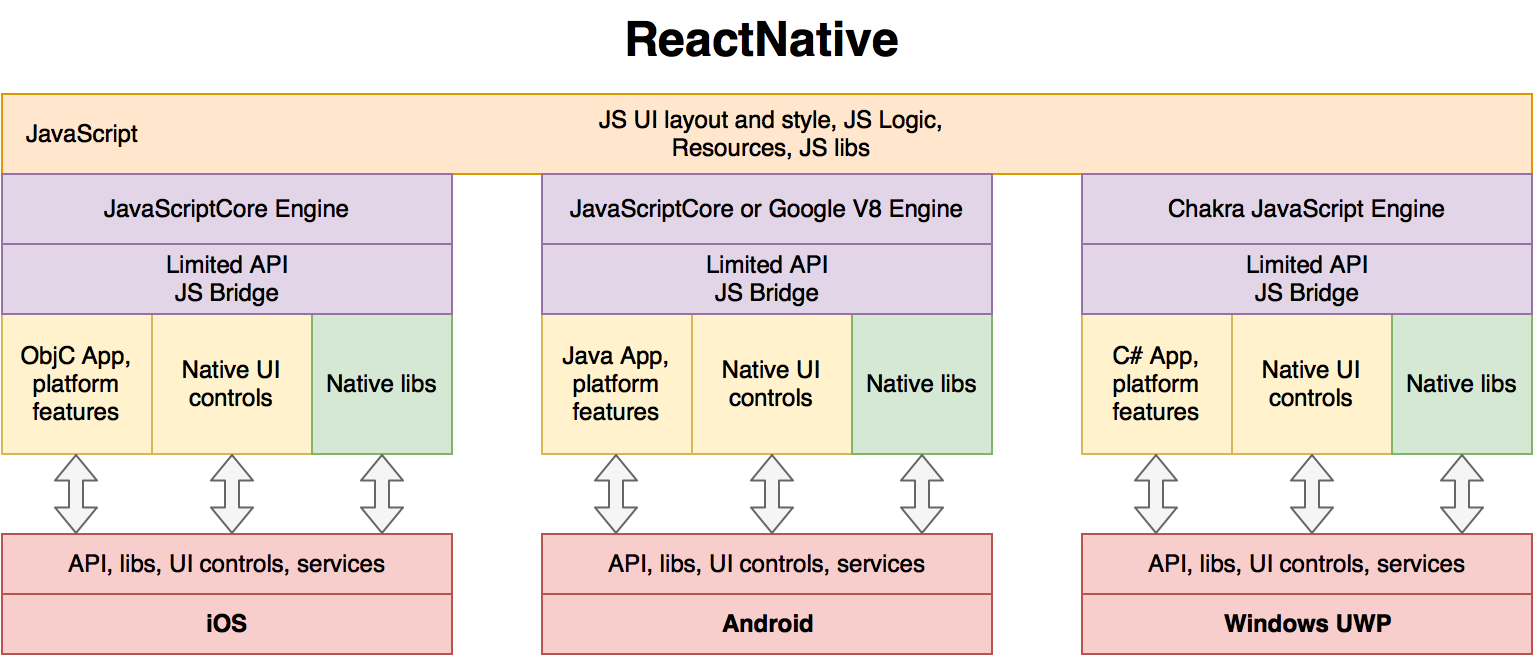 ReactNative
JavaScript
JS UI layout and style, JS Logic,
Resources, JS libs
JavaScriptCore Engine
Limited API
JS Bridge
ObjC App,
platform
features
Native UI
controls
Native libs
API, libs, UI controls, services
iOS
JavaScriptCore or Google V8 Engine
Limited API
JS Bridge
Java App,
platform
features
Native UI
controls
Native libs
API, libs, UI controls, services
Android
Chakra JavaScript Engine
Limited API
JS Bridge
C# App,
platform
features
Native UI
controls
Native libs
API, libs, UI controls, services
Windows UWP